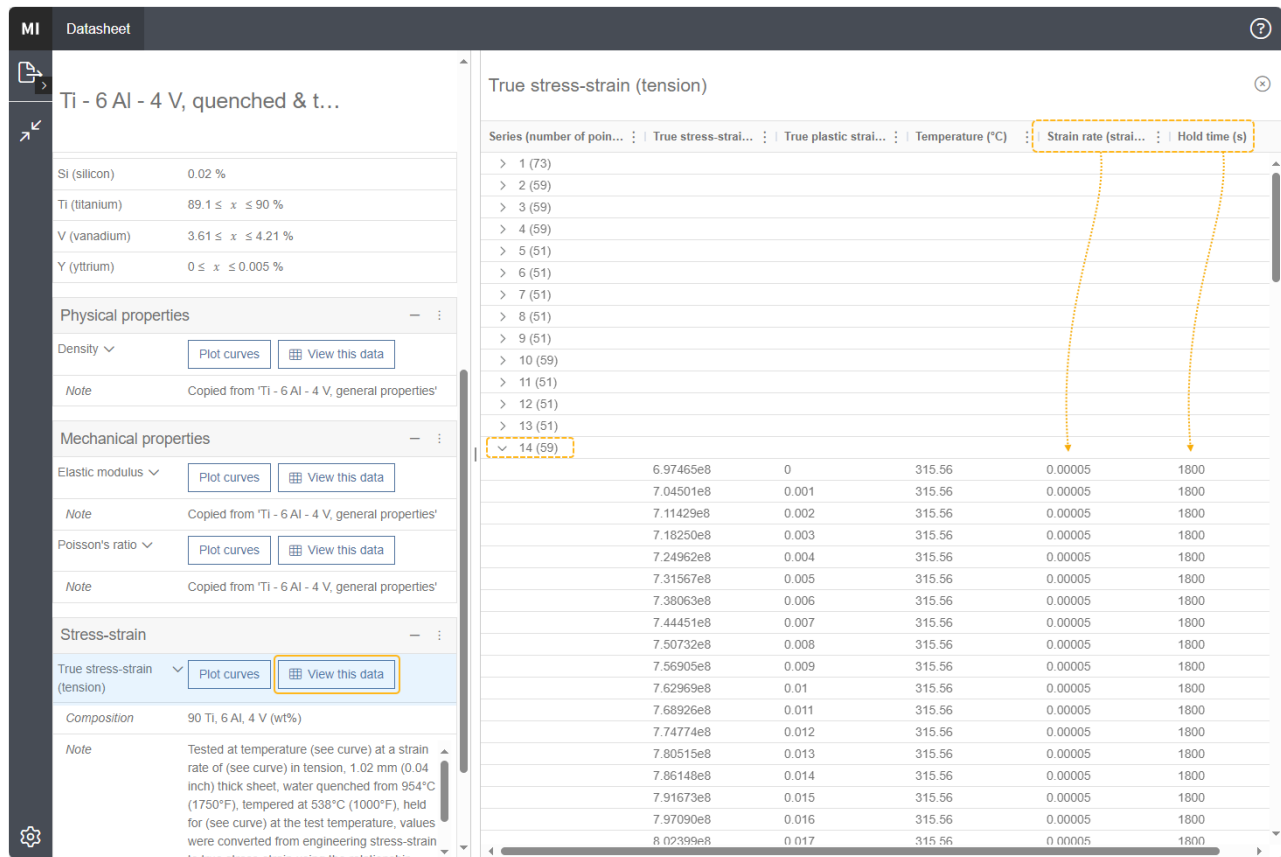 MI Datasheet
Ti - 6 Al - 4 V, quenched & t…
Si (silicon) 0.02 %
Ti (titanium) 89.1 ≤ x ≤ 90 %
V (vanadium) 3.61 ≤ x ≤ 4.21 %
Y (yttrium) 0 ≤ x ≤ 0.005 %
Physical properties
Density Plot curves View this data
Note Copied from 'Ti - 6 Al - 4 V, general properties'
Mechanical properties
Elastic modulus Plot curves View this data
Note Copied from 'Ti - 6 Al - 4 V, general properties'
Poisson's ratio Plot curves View this data
Note Copied from 'Ti - 6 Al - 4 V, general properties'
Stress-strain
True stress-strain
(tension)
Plot curves View this data
Composition 90 Ti, 6 Al, 4 V (wt%)
Note Tested at temperature (see curve) at a strain
rate of (see curve) in tension, 1.02 mm (0.04
inch) thick sheet, water quenched from 954°C
(1750°F), tempered at 538°C (1000°F), held
for (see curve) at the test temperature, values
were converted from engineering stress-strain
True stress-strain (tension)
Series (number of poin… True stress-strai… True plastic strai… Temperature (°C) Strain rate (strai… Hold time (s)
1 (73)
2 (59)
3 (59)
4 (59)
5 (51)
6 (51)
7 (51)
8 (51)
9 (51)
10 (59)
11 (51)
12 (51)
13 (51)
14 (59)
6.97465e8 0 315.56 0.00005 1800
7.04501e8 0.001 315.56 0.00005 1800
7.11429e8 0.002 315.56 0.00005 1800
7.18250e8 0.003 315.56 0.00005 1800
7.24962e8 0.004 315.56 0.00005 1800
7.31567e8 0.005 315.56 0.00005 1800
7.38063e8 0.006 315.56 0.00005 1800
7.44451e8 0.007 315.56 0.00005 1800
7.50732e8 0.008 315.56 0.00005 1800
7.56905e8 0.009 315.56 0.00005 1800
7.62969e8 0.01 315.56 0.00005 1800
7.68926e8 0.011 315.56 0.00005 1800
7.74774e8 0.012 315.56 0.00005 1800
7.80515e8 0.013 315.56 0.00005 1800
7.86148e8 0.014 315.56 0.00005 1800
7.91673e8 0.015 315.56 0.00005 1800
7.97090e8 0.016 315.56 0.00005 1800
8.02399e8 0.017 315.56 0.00005 1800